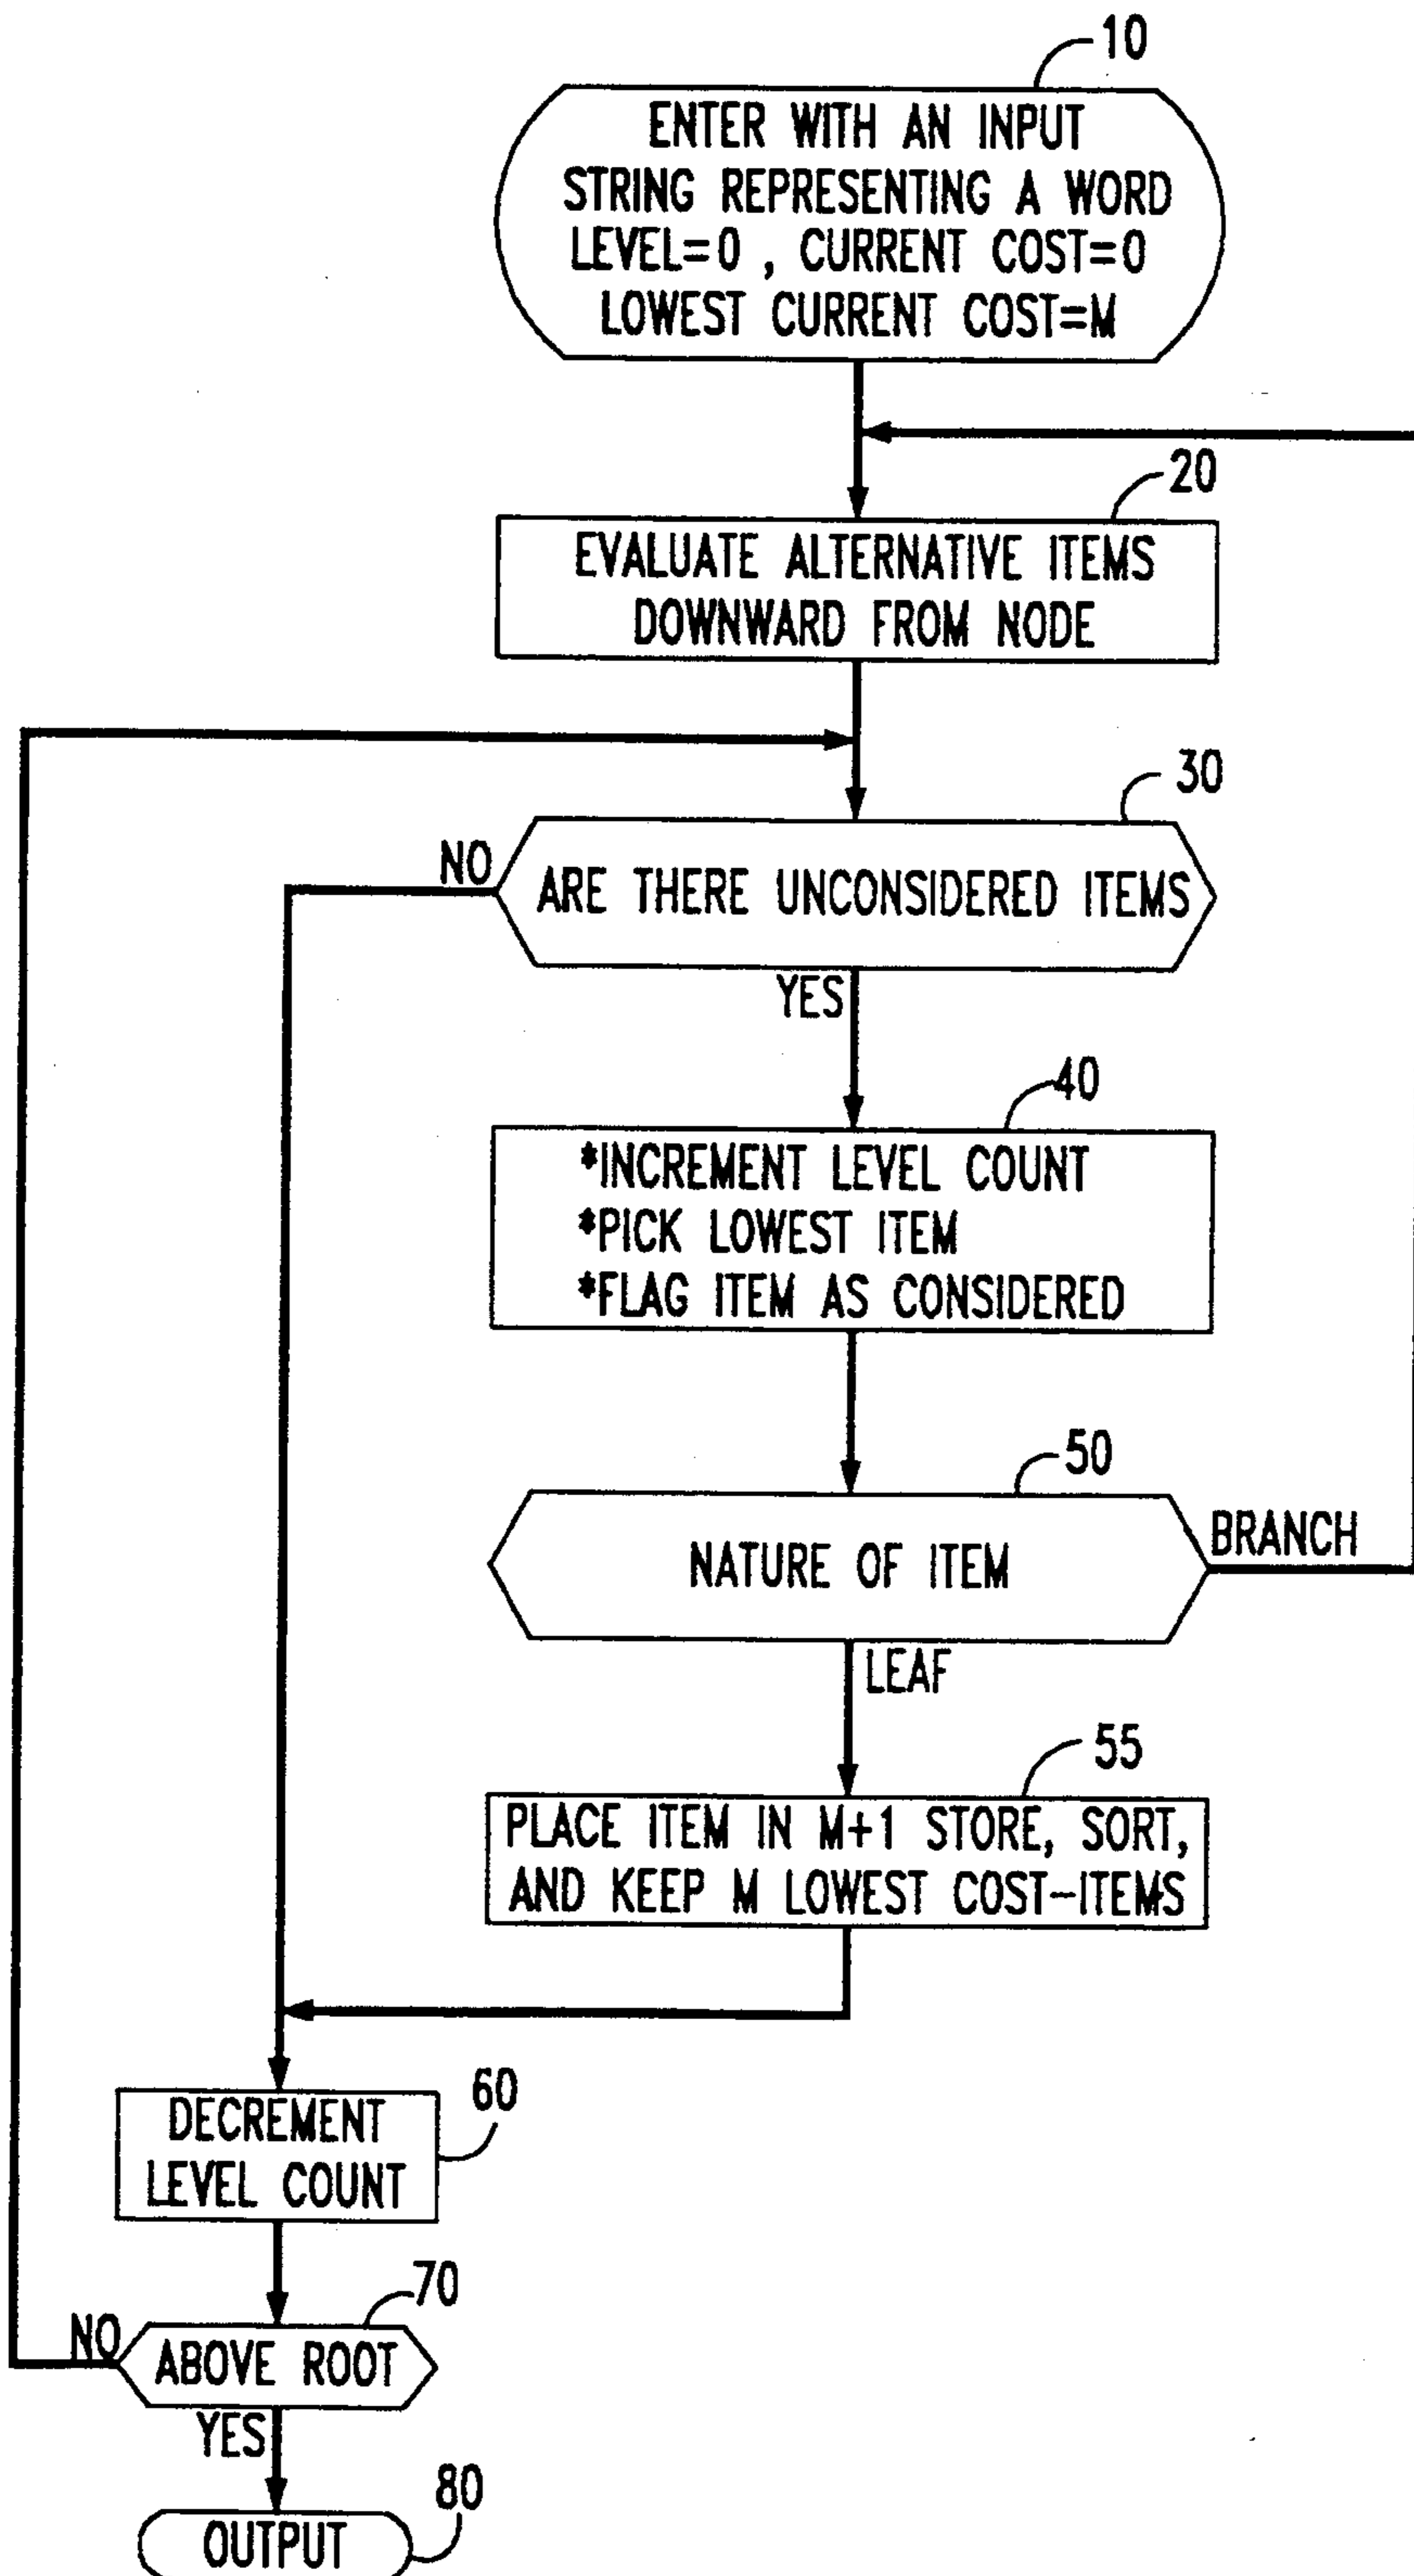 10
ENTER WITH AN INPUT
STRING REPRESENTING A WORD
LEVEL=0 , CURRENT COST=0
LOWEST CURRENT COST=M
20
EVALUATE ALTERNATIVE ITEMS
DOWNWARD FROM NODE
30
NO
ARE THERE UNCONSIDERED ITEMS
YES
40
*INCREMENT LEVEL COUNT
*PICK LOWEST ITEM
*FLAG ITEM AS CONSIDERED
50
NATURE OF ITEM
BRANCH
LEAF
55
PLACE ITEM IN M+1 STORE, SORT,
AND KEEP M LOWEST COST-ITEMS
60
DECREMENT
LEVEL COUNT
70
NO
ABOVE ROOT
YES
80
OUTPUT